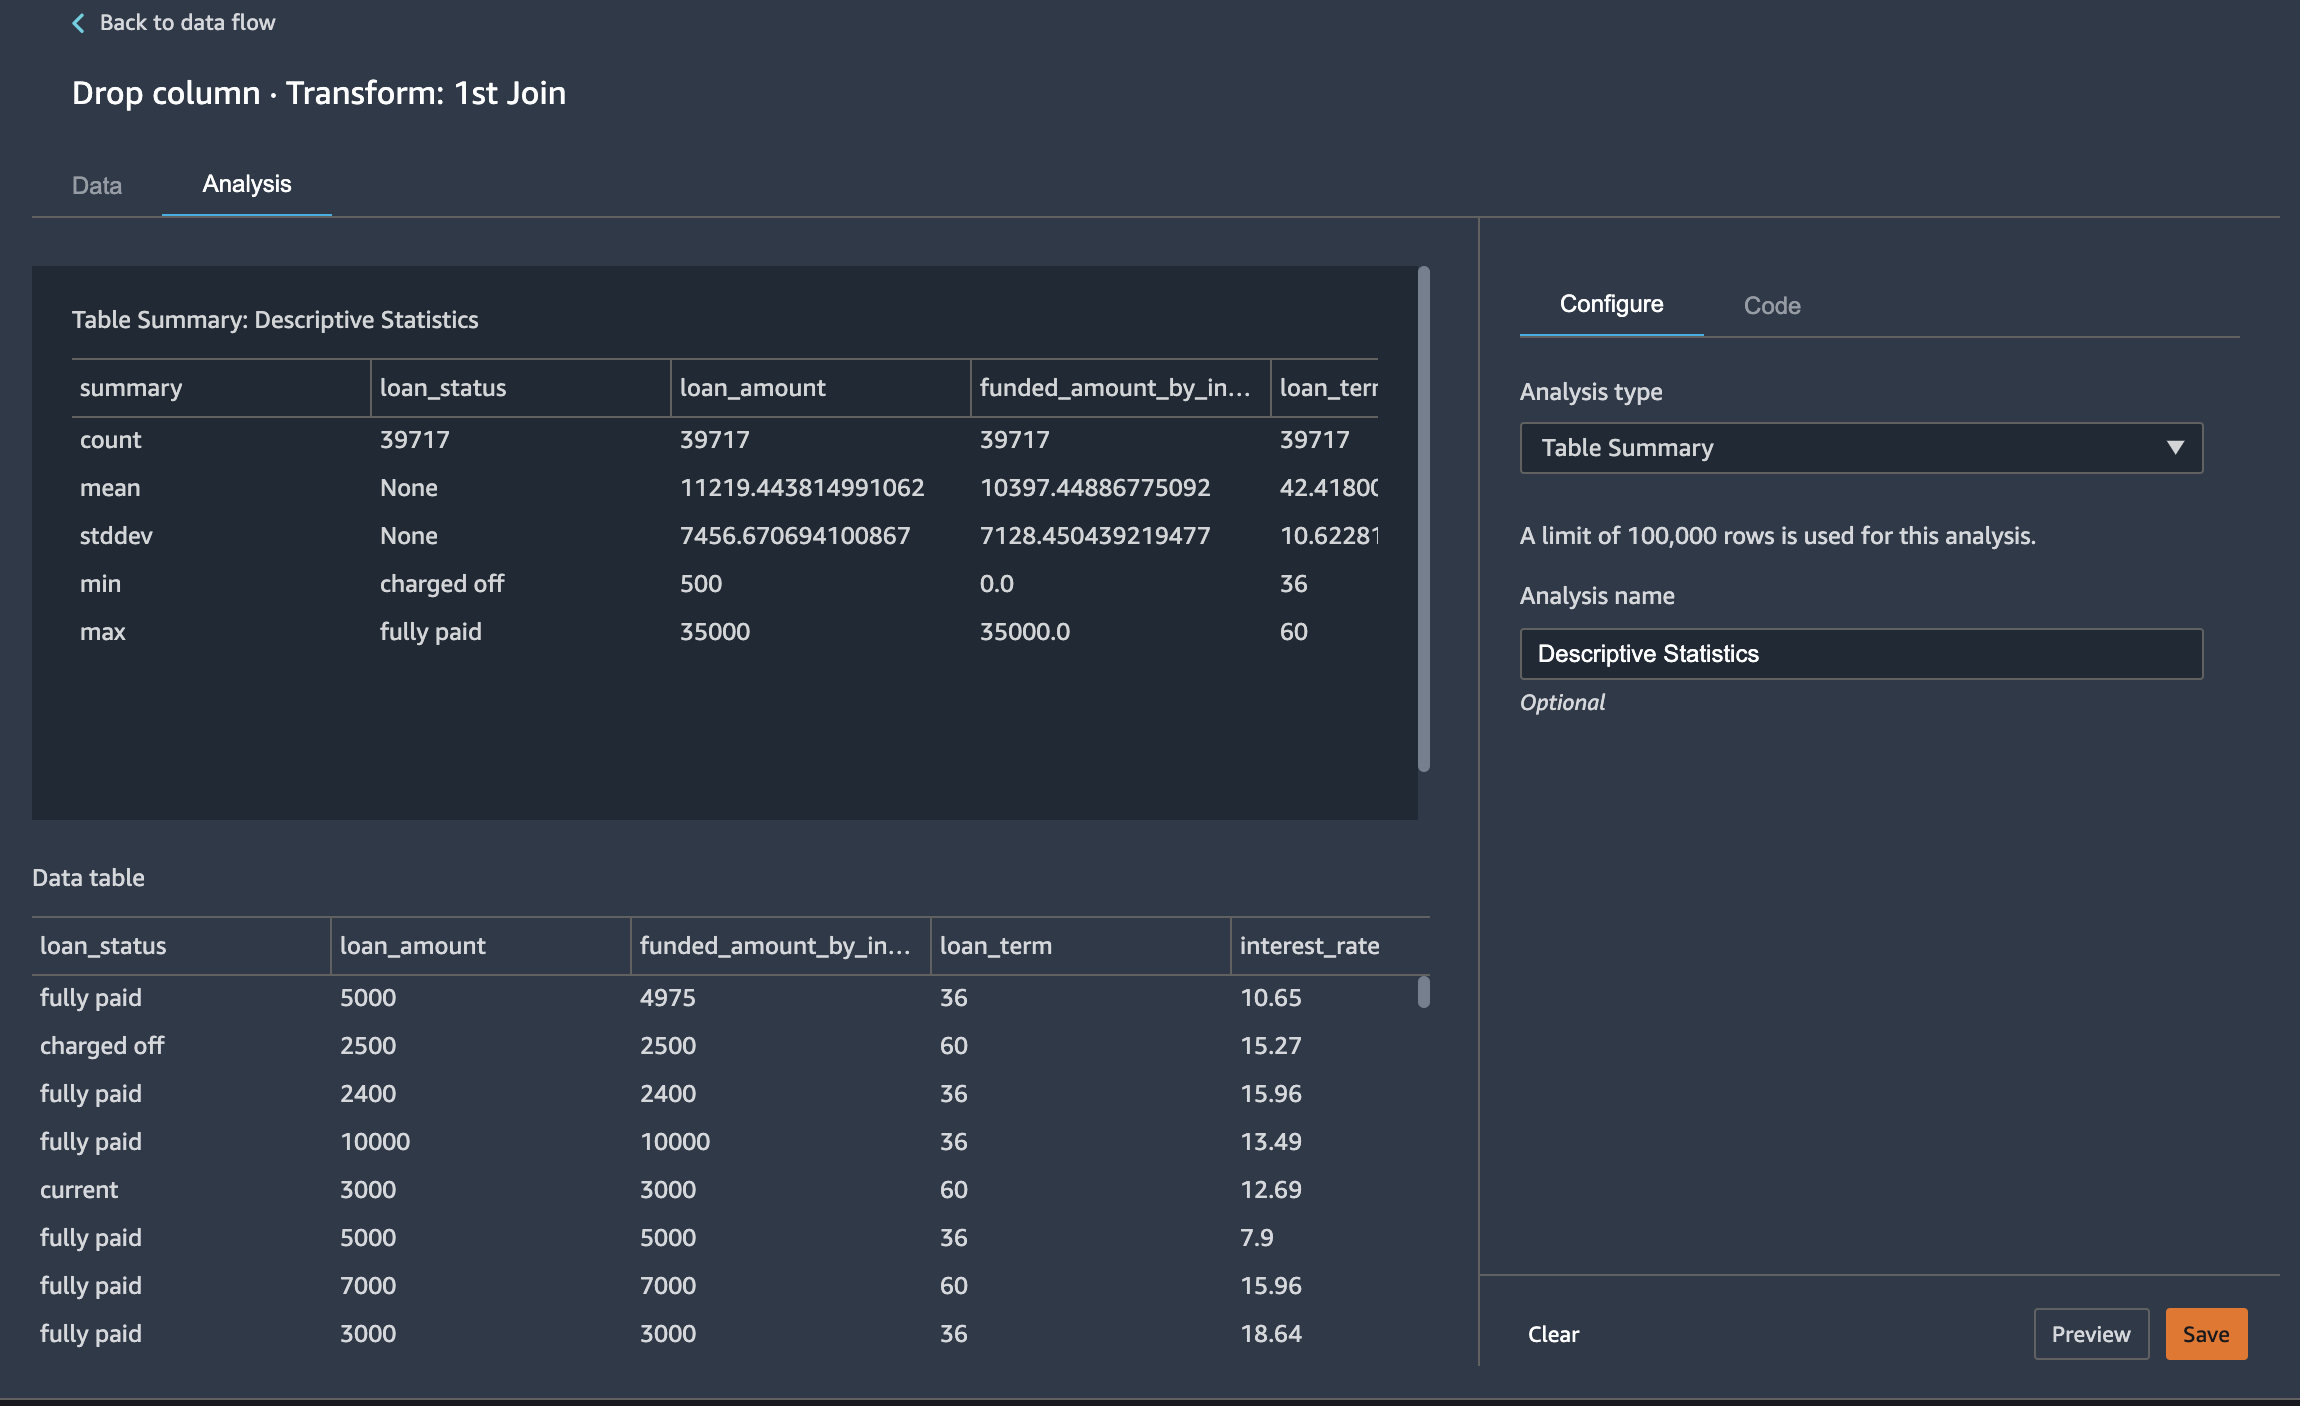 Back to data flow
Drop column · Transform: 1st Join
Data Analysis
Table Summary: Descriptive Statistics
summary loan_status loan_amount funded_amount_by_in... loan_terr
count 39717 39717 39717 39717
mean None 11219.443814991062 10397.44886775092 42.41800
stddev None 7456.670694100867 7128.450439219477 10.62281
min charged off 500 0.0 36
max fully paid 35000 35000.0 60
Data table
loan_status loan_amount funded_amount_by_in... loan_term interest_rate
fully paid 5000 4975 36 10.65
charged off 2500 2500 60 15.27
fully paid 2400 2400 36 15.96
fully paid 10000 10000 36 13.49
current 3000 3000 60 12.69
fully paid 5000 5000 36 7.9
fully paid 7000 7000 60 15.96
fully paid 3000 3000 36 18.64
Configure Code
Analysis type
Table Summary
A limit of 100,000 rows is used for this analysis.
Analysis name
Descriptive Statistics
Optional
Clear Preview Save